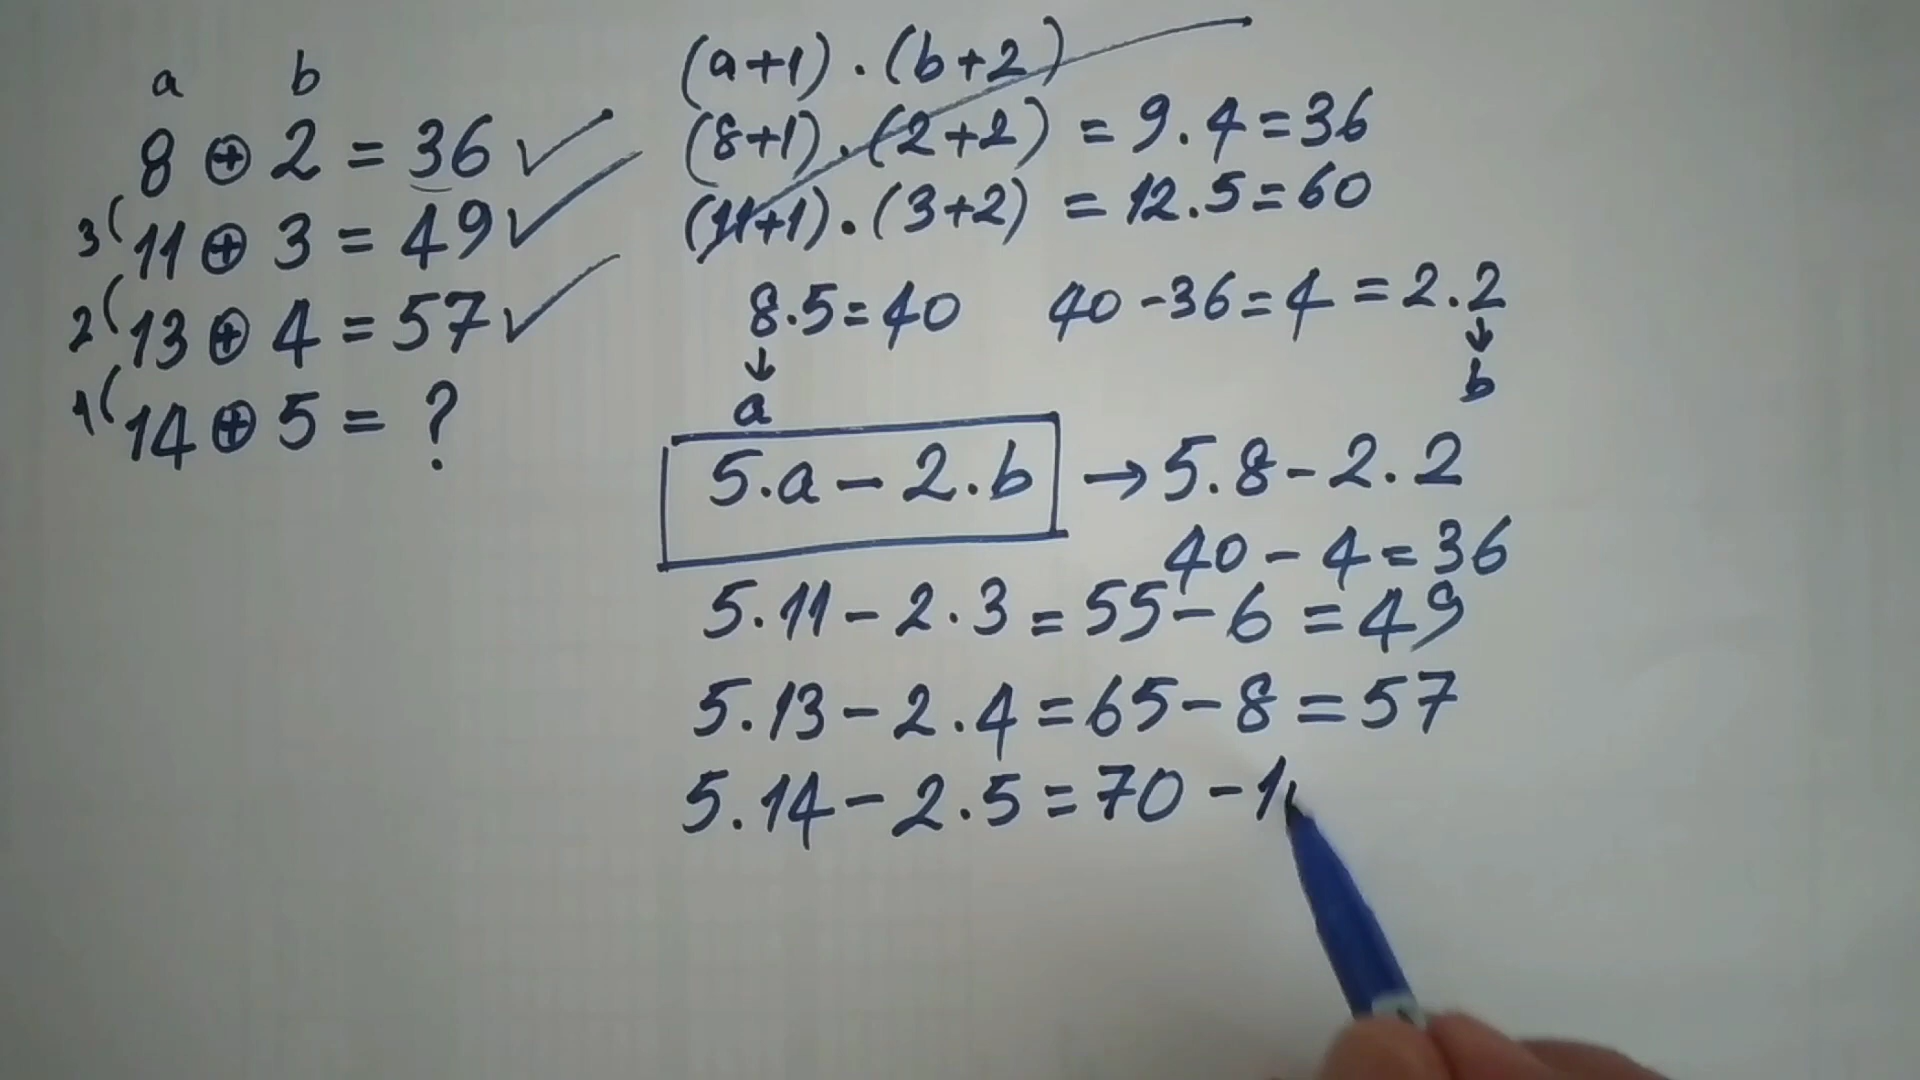 a b
8 ⊕ 2 = 36 ✓
3( 11 ⊕ 3 = 49 ✓
2( 13 ⊕ 4 = 57 ✓
1( 14 ⊕ 5 = ?
(a+1) . (b+2)
(8+1) . (2+2) = 9.4=36
(11+1) . (3+2) = 12.5=60
8.5=40 40-36=4=2.2
↓ ↓
a b
5.a - 2.b → 5.8-2.2
40-4=36
5.11-2.3=55-6=49
5.13-2.4=65-8=57
5.14-2.5=70-1